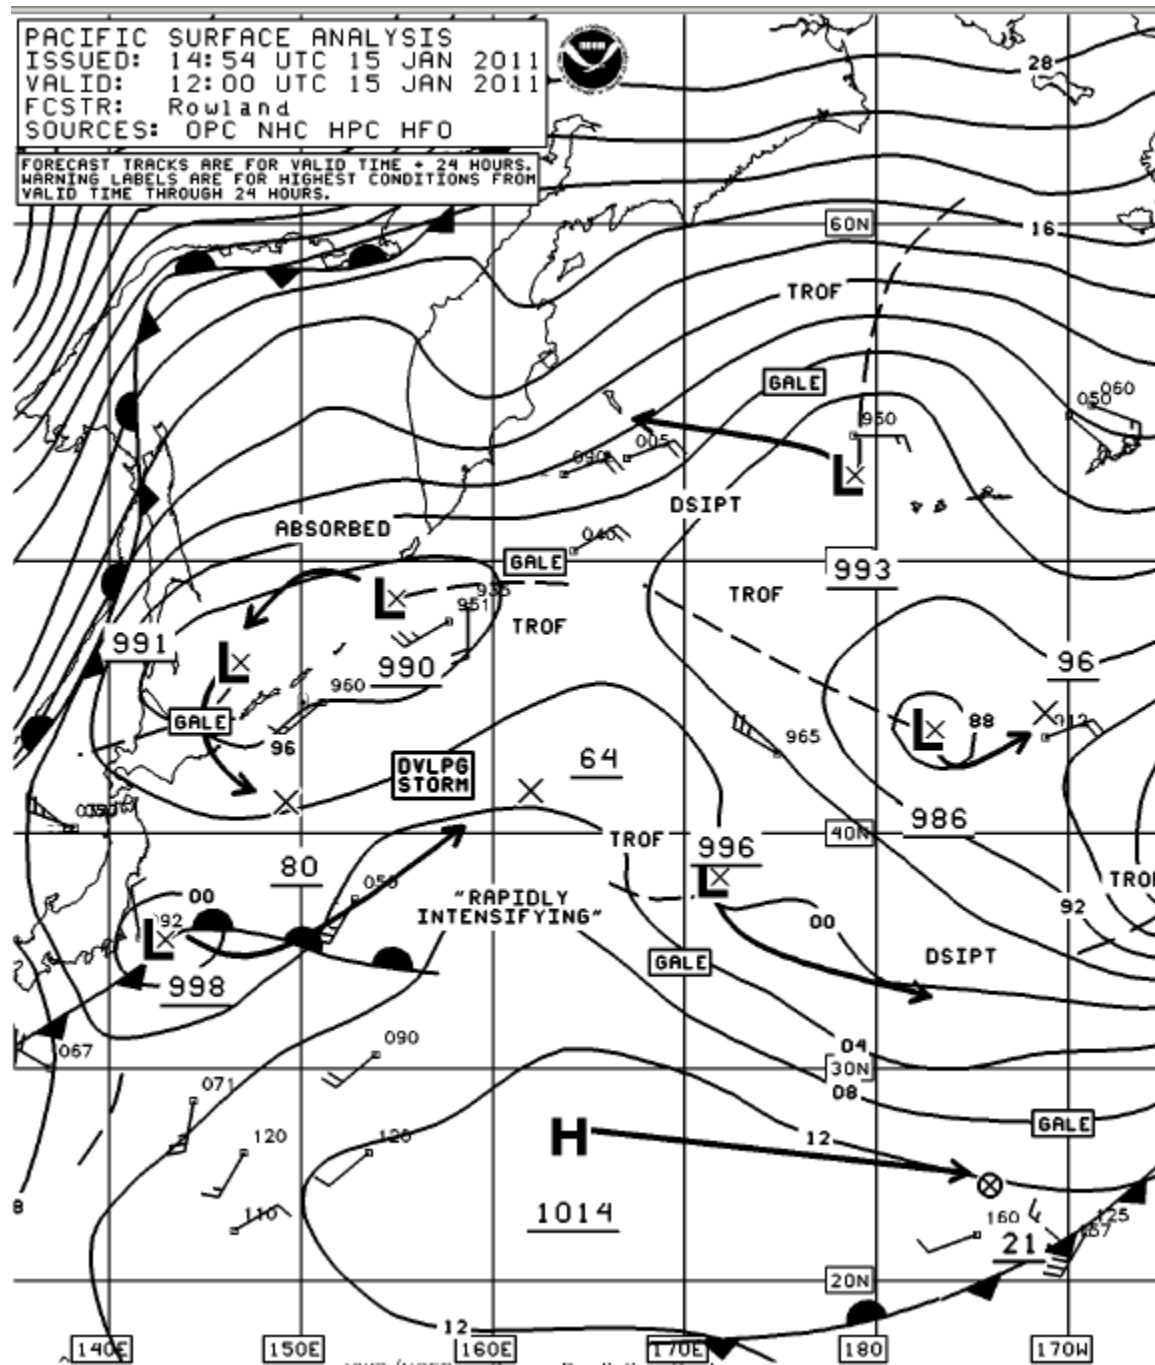 PACIFIC SURFACE ANALYSIS
ISSUED: 14:54 UTC 15 JAN 2011
VALID: 12:00 UTC 15 JAN 2011
FCSTR: Rowland
SOURCES: OPC NHC HPC HFO
FORECAST TRACKS ARE FOR VALID TIME + 24 HOURS.
WARNING LABELS ARE FOR HIGHEST CONDITIONS FROM
VALID TIME THROUGH 24 HOURS.
28
60N
16
TROF
GALE
050 060
950
L
005
090
DSIPT
ABSORBED
040
GALE
993
TROF
L
951
TROF
991
990
96
L
960
GALE
96
L
88
965
DVLPG
STORM
64
986
40N
996
TROF
L
80
050
"RAPIDLY
INTENSIFYING"
00
92
L
00
92
DSIPT
GALE
998
067
090
04
30N
08
071
GALE
120
120
H
12
110
1014
160
125
21
20N
12
140E
150E
160E
170E
180
170W